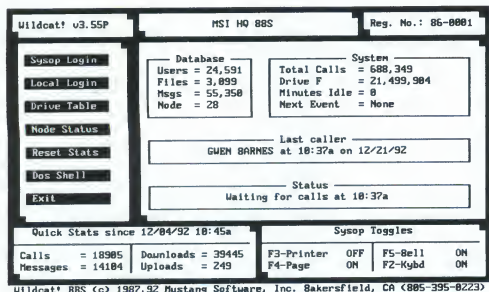 Wildcat! v3.55P MSI HQ BBS Reg. No.: 86-0001
Sysop Login
Local Login
Drive Table
Node Status
Reset Stats
Dos Shell
Exit
Database
Users = 24,591
Files = 3,099
Msgs = 55,350
Node = 28
System
Total Calls = 688,349
Drive F = 21,499,904
Minutes Idle = 0
Next Event = None
Last caller
GWEN BARNES at 10:37a on 12/21/92
Status
Waiting for calls at 10:37a
Quick Stats since 12/04/92 10:45a
Calls = 18905 Downloads = 39445
Messages = 14104 Uploads = 249
Sysop Toggles
F3-Printer OFF F5-Bell ON
F4-Page ON F2-Kybd ON
Wildcat! BBS (c) 1987,92 Mustang Software, Inc. Bakersfield, CA (805-395-0223)